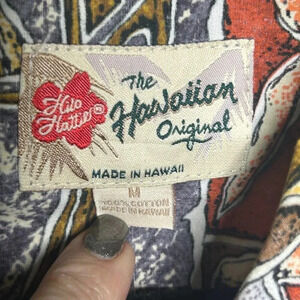 Hilo
Hattie
®
The
Hawaiian
Original
MADE IN HAWAII
M
100% COTTON
MADE IN HAWAII